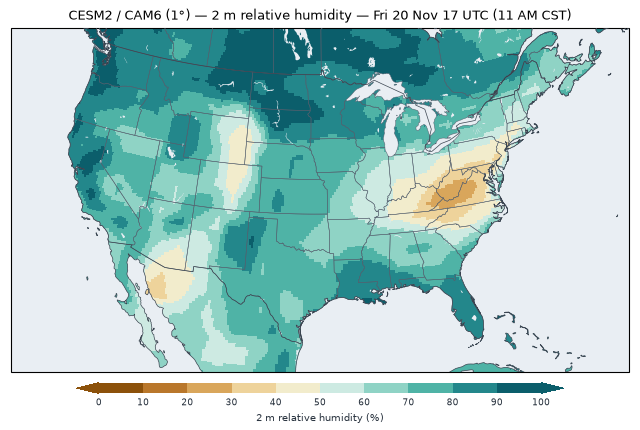 CESM2 / CAM6 (1°) — 2 m relative humidity — Fri 20 Nov 17 UTC (11 AM CST)
0 10 20 30 40 50 60 70 80 90 100
2 m relative humidity (%)